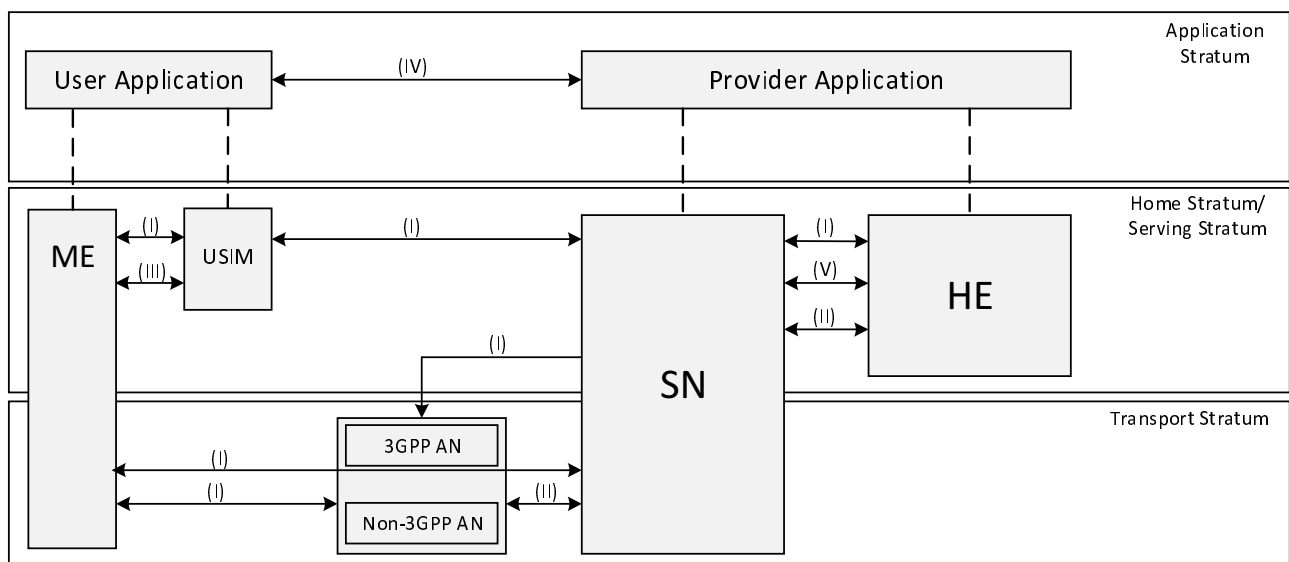 Application
Stratum
User Application
(IV)
Provider Application
Home Stratum/
Serving Stratum
ME
(I)
(III)
USIM
(I)
(I)
(V)
(II)
HE
(I)
SN
Transport Stratum
3GPP AN
(I)
(I)
(II)
Non-3GPP AN